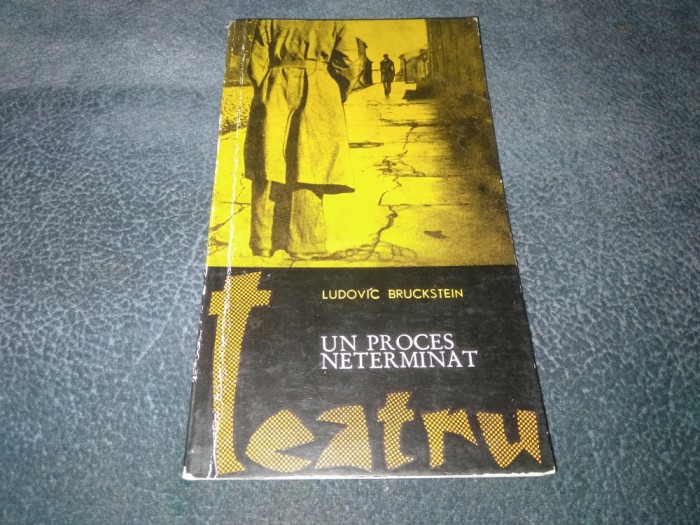 LUDOVIC BRUCKSTEIN
UN PROCES
NETERMINAT
teatru